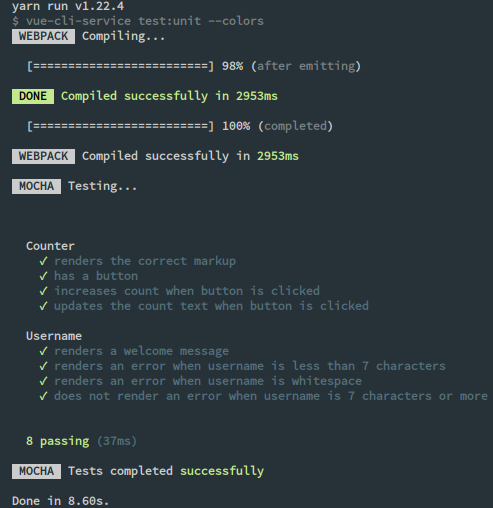 yarn run v1.22.4
$ vue-cli-service test:unit --colors
WEBPACK Compiling...
[=========================] 98% (after emitting)
DONE Compiled successfully in 2953ms
[=========================] 100% (completed)
WEBPACK Compiled successfully in 2953ms
MOCHA Testing...
Counter
✓ renders the correct markup
✓ has a button
✓ increases count when button is clicked
✓ updates the count text when button is clicked
Username
✓ renders a welcome message
✓ renders an error when username is less than 7 characters
✓ renders an error when username is whitespace
✓ does not render an error when username is 7 characters or more
8 passing (37ms)
MOCHA Tests completed successfully
Done in 8.60s.